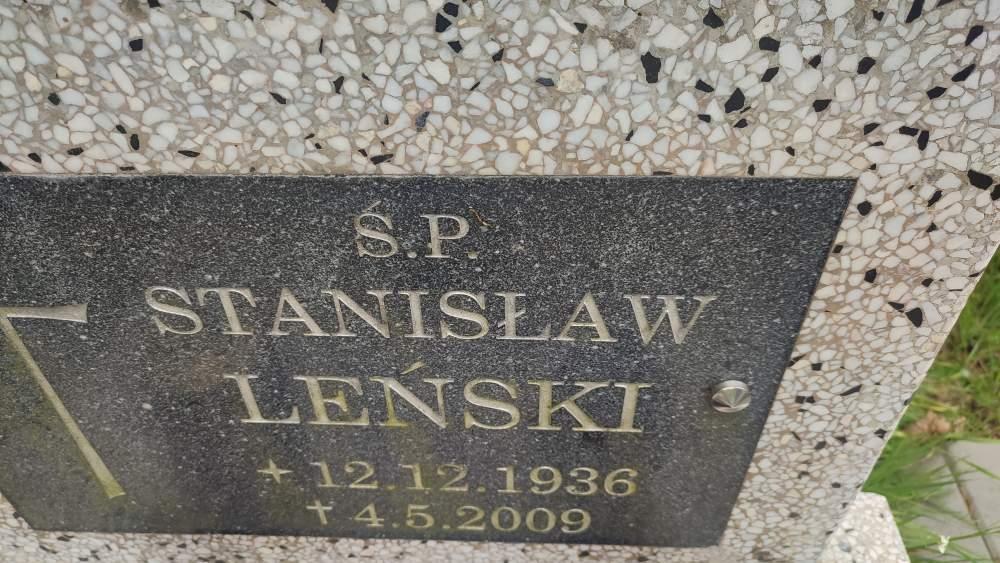 Ś.P.
STANISŁAW
LEŃSKI
+ 12.12.1936
† 4.5.2009